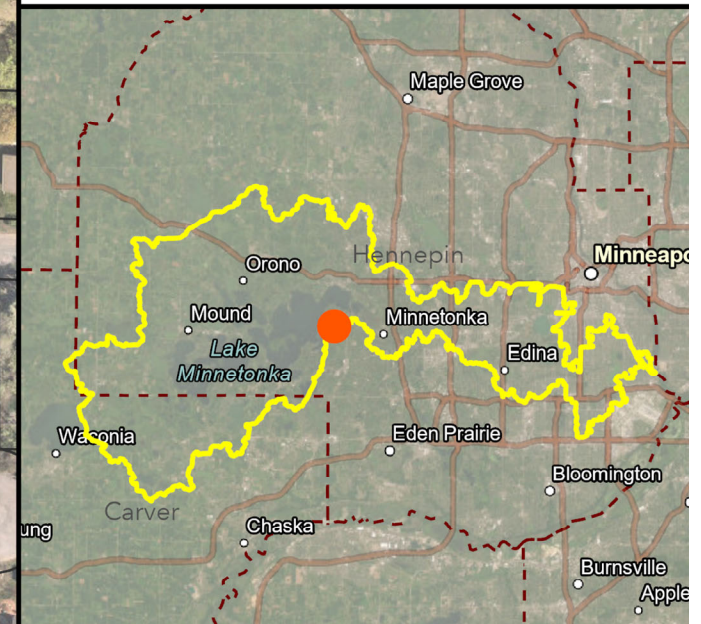 Maple Grove
Hennepin
Minneapo
Orono
Mound
Minnetonka
Lake
Minnetonka
Edina
Waconia
Eden Prairie
Bloomington
Carver
ung
Chaska
Burnsville
Apple